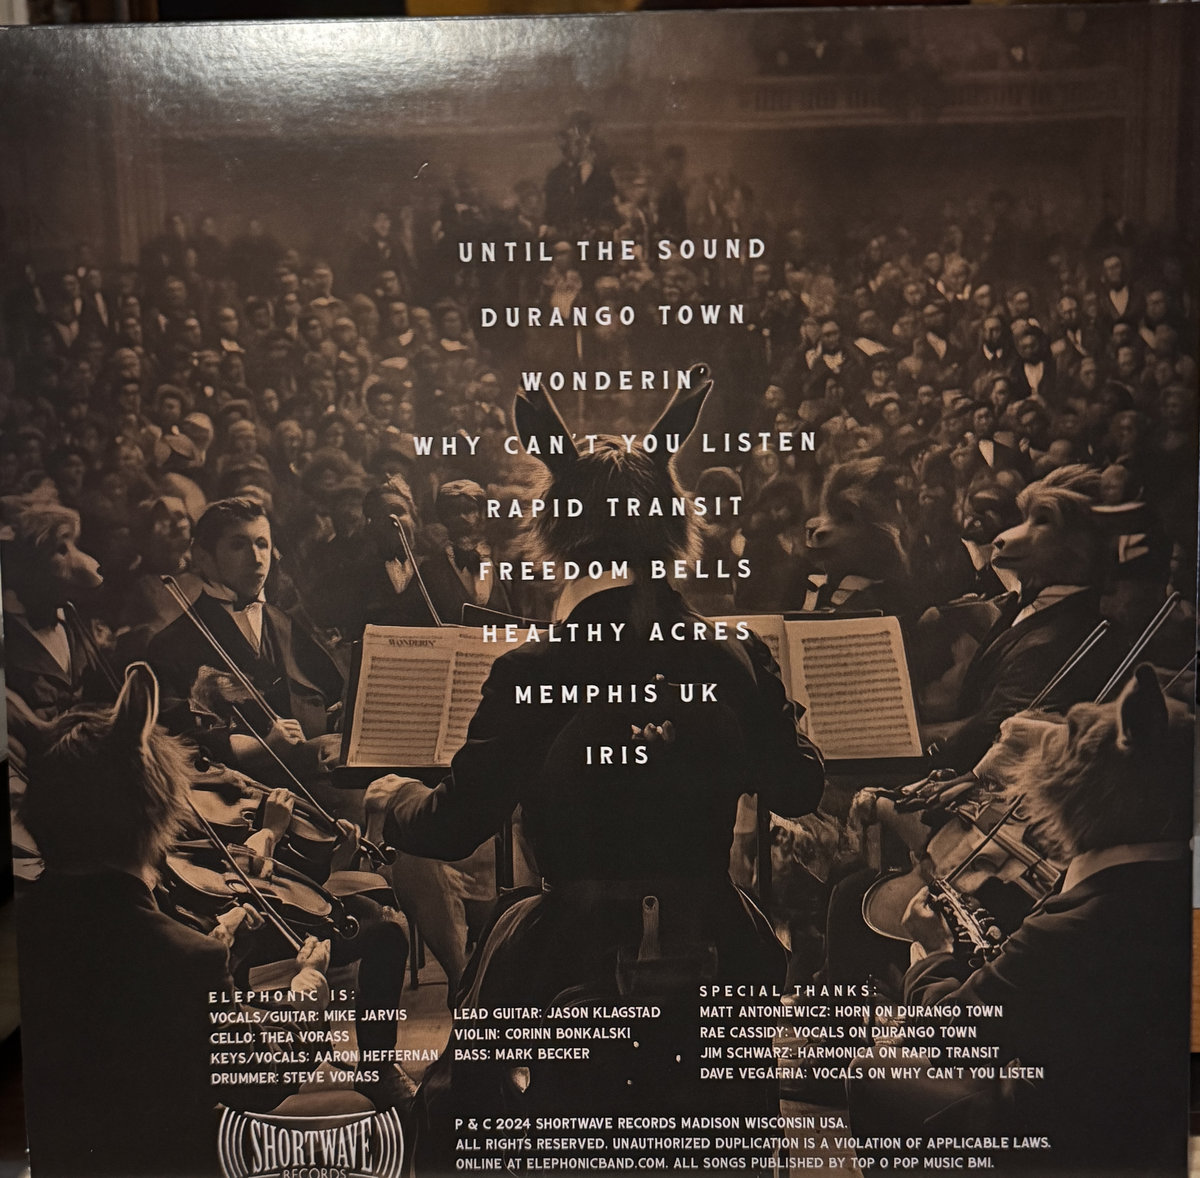 UNTIL THE SOUND
DURANGO TOWN
WONDERIN'
WHY CAN'T YOU LISTEN
RAPID TRANSIT
FREEDOM BELLS
HEALTHY ACRES
WONDERIN'
MEMPHIS UK
IRIS
ELEPHONIC IS:
VOCALS/GUITAR: MIKE JARVIS
CELLO: THEA VORASS
KEYS/VOCALS: AARON HEFFERNAN
DRUMMER: STEVE VORASS
LEAD GUITAR: JASON KLAGSTAD
VIOLIN: CORINN BONKALSKI
BASS: MARK BECKER
SPECIAL THANKS:
MATT ANTONIEWICZ: HORN ON DURANGO TOWN
RAE CASSIDY: VOCALS ON DURANGO TOWN
JIM SCHWARZ: HARMONICA ON RAPID TRANSIT
DAVE VEGAFRIA: VOCALS ON WHY CAN'T YOU LISTEN
SHORTWAVE
RECORDS
P & C 2024 SHORTWAVE RECORDS MADISON WISCONSIN USA.
ALL RIGHTS RESERVED. UNAUTHORIZED DUPLICATION IS A VIOLATION OF APPLICABLE LAWS.
ONLINE AT ELEPHONICBAND.COM. ALL SONGS PUBLISHED BY TOP O POP MUSIC BMI.